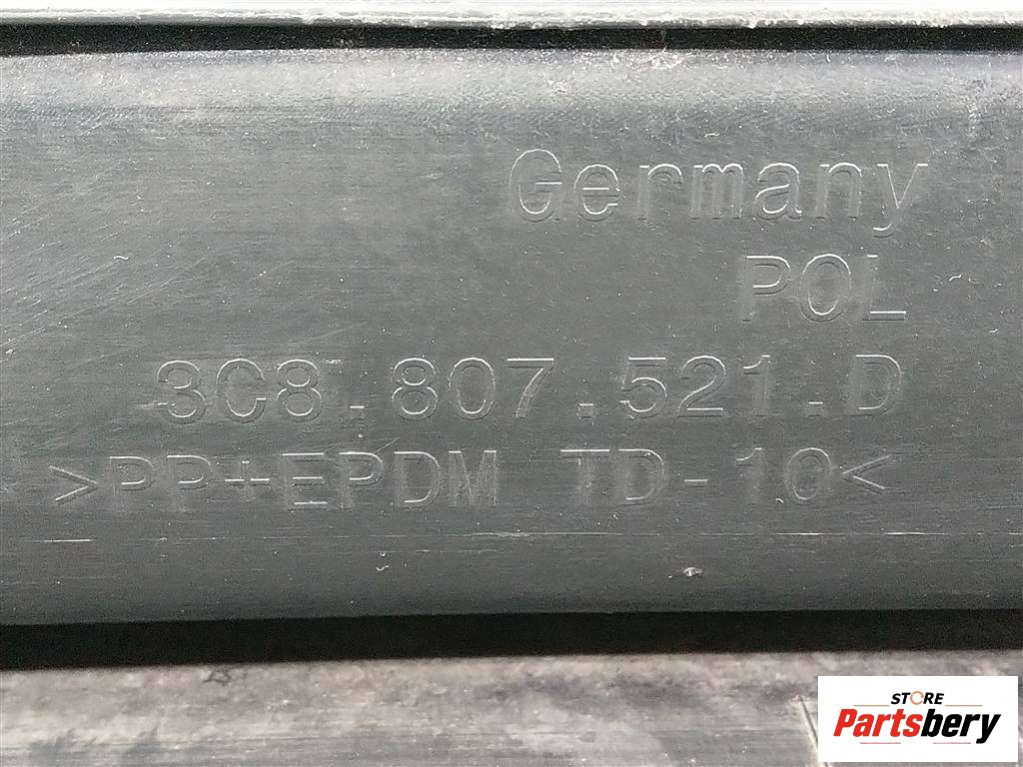 Germany
POL
3C8.807.521.D
>PP+EPDM TD-10<
STORE
Partsbery